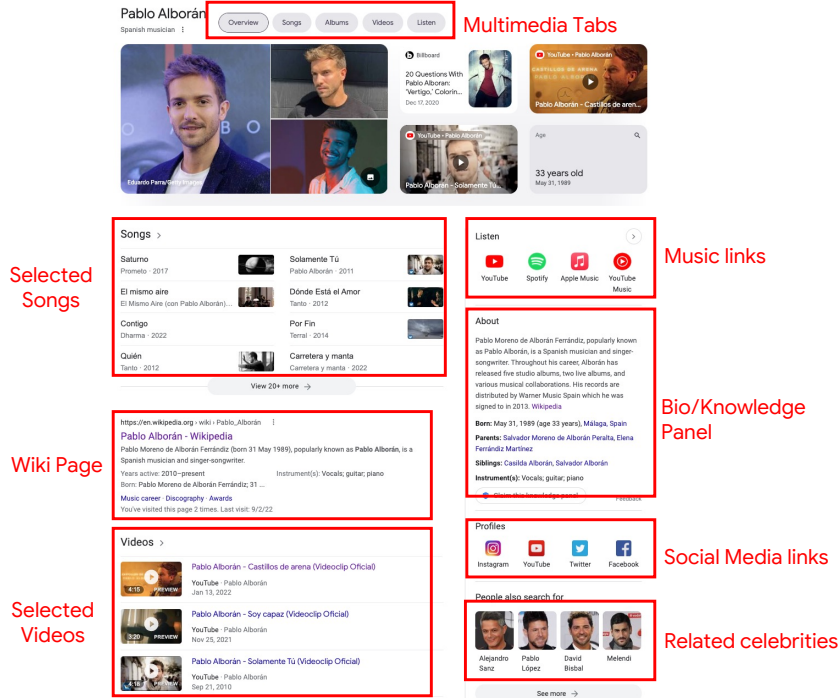 Pablo Alborán
Spanish musician
Overview
Songs
Albums
Videos
Listen
Multimedia Tabs
Eduardo Parra/Getty Images
Billboard
20 Questions With
Pablo Alboran:
'Vertigo,' Colorin...
Dec 17, 2020
YouTube • Pablo Alborán
CASTILLOS DE ARENA
PABLO ALBORÁN
Pablo Alborán - Castillos de aren...
YouTube • Pablo Alborán
Pablo Alborán - Solamente Tú...
Age
33 years old
May 31, 1989
Selected
Songs
Songs >
Saturno
Prometo · 2017
Solamente Tú
Pablo Alborán · 2011
El mismo aire
El Mismo Aire (con Pablo Alborán)...
Dónde Está el Amor
Tanto · 2012
Contigo
Dharma · 2022
Por Fin
Terral · 2014
Quién
Tanto · 2012
Carretera y manta
Carretera y manta · 2022
View 20+ more →
Listen >
YouTube
Spotify
Apple Music
YouTube
Music
Music links
About
Pablo Moreno de Alborán Ferrándiz, popularly known
as Pablo Alborán, is a Spanish musician and singer-
songwriter. Throughout his career, Alborán has
released five studio albums, two live albums, and
various musical collaborations. His records are
distributed by Warner Music Spain which he was
signed to in 2013. Wikipedia
Born: May 31, 1989 (age 33 years), Málaga, Spain
Parents: Salvador Moreno de Alborán Peralta, Elena
Ferrándiz Martínez
Siblings: Casilda Alborán, Salvador Alborán
Instrument(s): Vocals; guitar; piano
Claim this knowledge panel
Feedback
Bio/Knowledge
Panel
Wiki Page
https://en.wikipedia.org › wiki › Pablo_Alborán
Pablo Alborán - Wikipedia
Pablo Moreno de Alborán Ferrándiz (born 31 May 1989), popularly known as Pablo Alborán, is a
Spanish musician and singer-songwriter.
Years active: 2010–present
Instrument(s): Vocals; guitar; piano
Born: Pablo Moreno de Alborán Ferrándiz; 31 ...
Music career · Discography · Awards
You've visited this page 2 times. Last visit: 9/2/22
Selected
Videos
Videos >
4:15 PREVIEW
Pablo Alborán - Castillos de arena (Videoclip Oficial)
YouTube · Pablo Alborán
Jan 13, 2022
3:20 PREVIEW
Pablo Alborán - Soy capaz (Videoclip Oficial)
YouTube · Pablo Alborán
Nov 25, 2021
4:18 PREVIEW
Pablo Alborán - Solamente Tú (Videoclip Oficial)
YouTube · Pablo Alborán
Sep 21, 2010
Profiles
Instagram
YouTube
Twitter
Facebook
Social Media links
People also search for
Alejandro
Sanz
Pablo
López
David
Bisbal
Melendi
Related celebrities
See more →